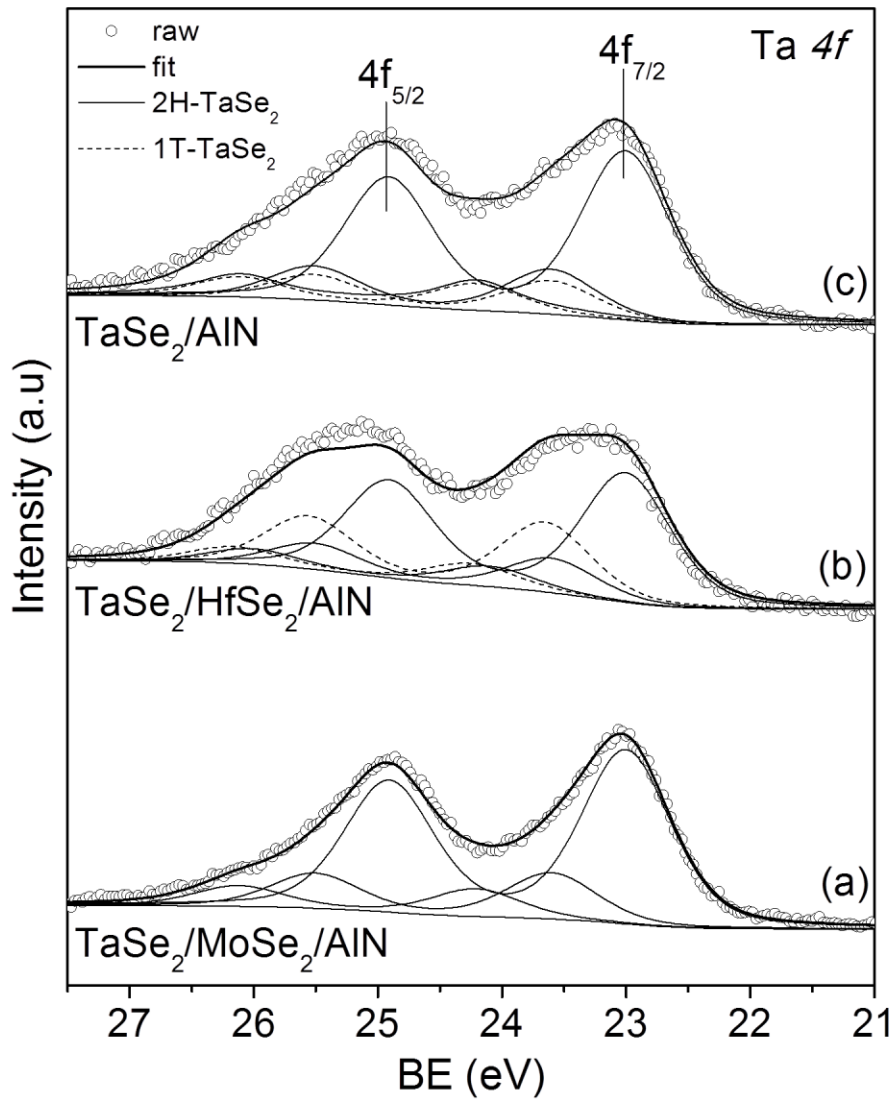 raw
fit
2H-TaSe₂
1T-TaSe₂
Ta 4f
4f₅/₂
4f₇/₂
(c)
TaSe₂/AlN
(b)
TaSe₂/HfSe₂/AlN
(a)
TaSe₂/MoSe₂/AlN
Intensity (a.u)
27 26 25 24 23 22 21
BE (eV)